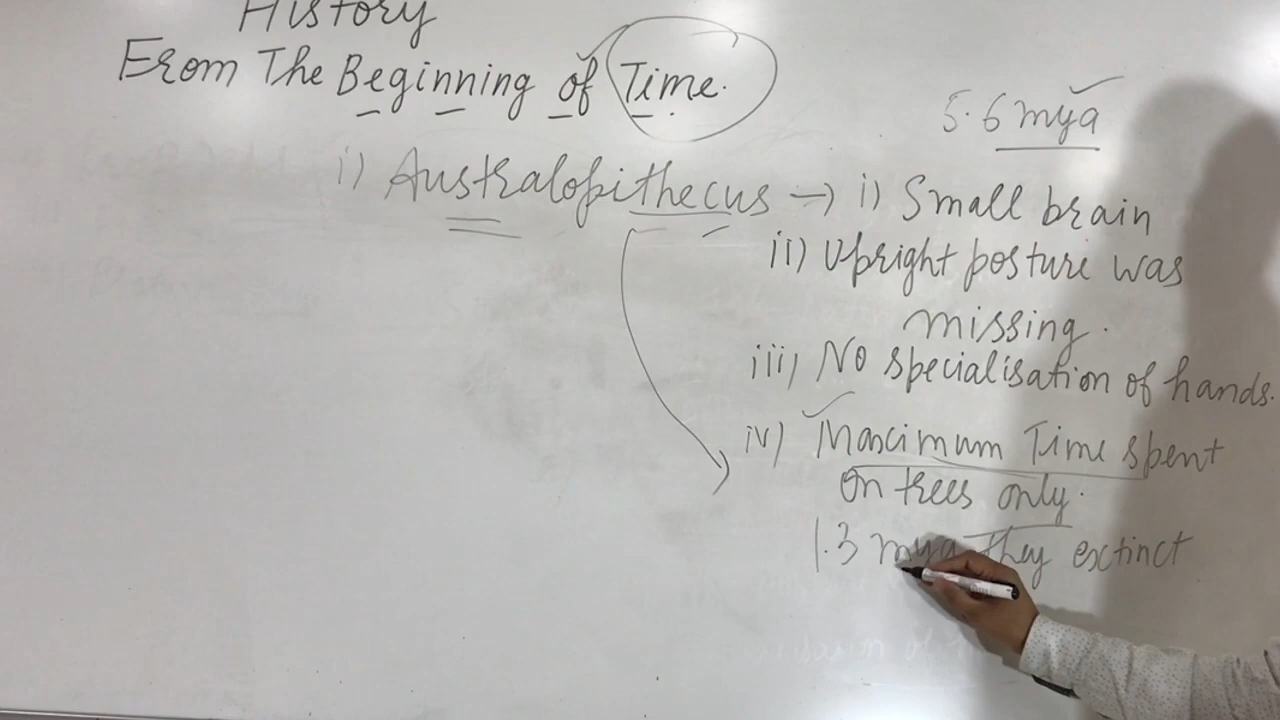 History
From The Beginning of Time.
5.6 mya
i) Australopithecus → i) Small brain
ii) Upright posture was
missing.
iii) No specialisation of hands.
iv) Maximum Time spent
on trees only.
1.3 mya they extinct